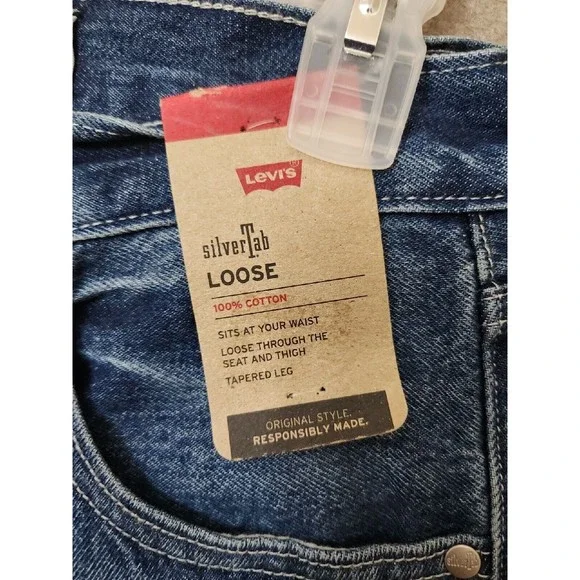 Levi's
silverTab
LOOSE
100% COTTON
SITS AT YOUR WAIST
LOOSE THROUGH THE
SEAT AND THIGH
TAPERED LEG
ORIGINAL STYLE.
RESPONSIBLY MADE.
silverTab